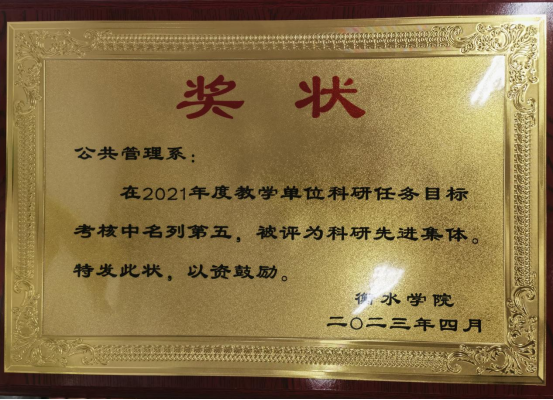 奖 状
公共管理系：
在2021年度教学单位科研任务目标
考核中名列第五，被评为科研先进集体。
特发此状，以资鼓励。
衡水学院
二〇二三年四月